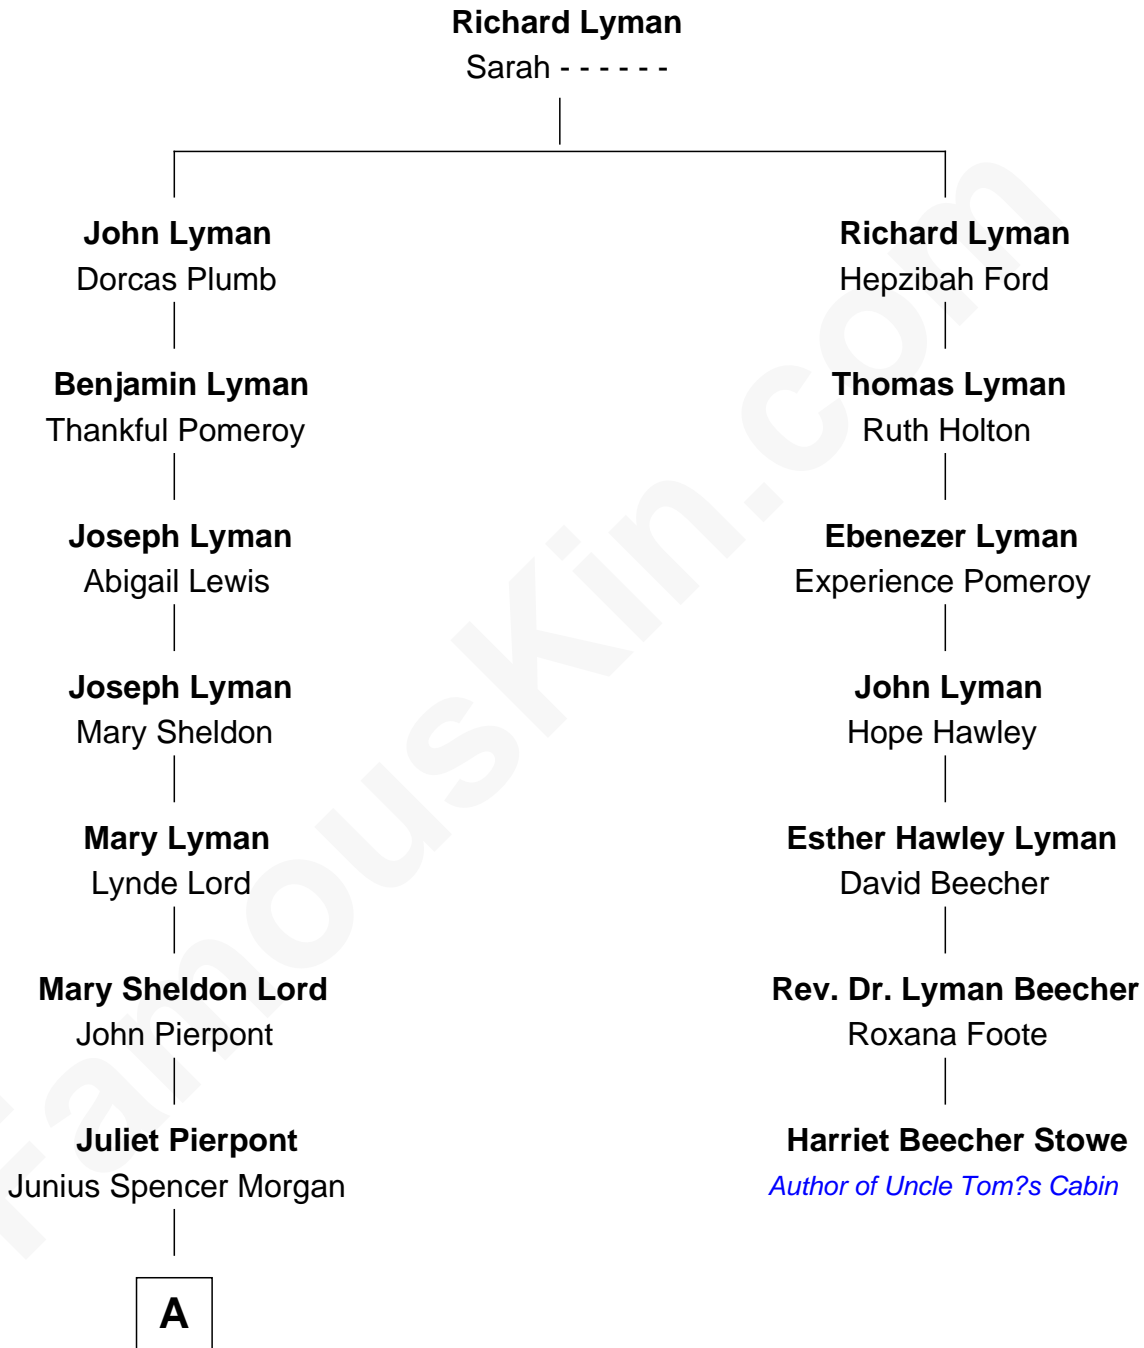 Richard Lyman
Sarah - - - - - -
John Lyman
Dorcas Plumb
Richard Lyman
Hepzibah Ford
Benjamin Lyman
Thankful Pomeroy
Thomas Lyman
Ruth Holton
Joseph Lyman
Abigail Lewis
Ebenezer Lyman
Experience Pomeroy
Joseph Lyman
Mary Sheldon
John Lyman
Hope Hawley
Mary Lyman
Lynde Lord
Esther Hawley Lyman
David Beecher
Mary Sheldon Lord
John Pierpont
Rev. Dr. Lyman Beecher
Roxana Foote
Juliet Pierpont
Junius Spencer Morgan
Harriet Beecher Stowe
Author of Uncle Tom?s Cabin
A
FamousKin.com